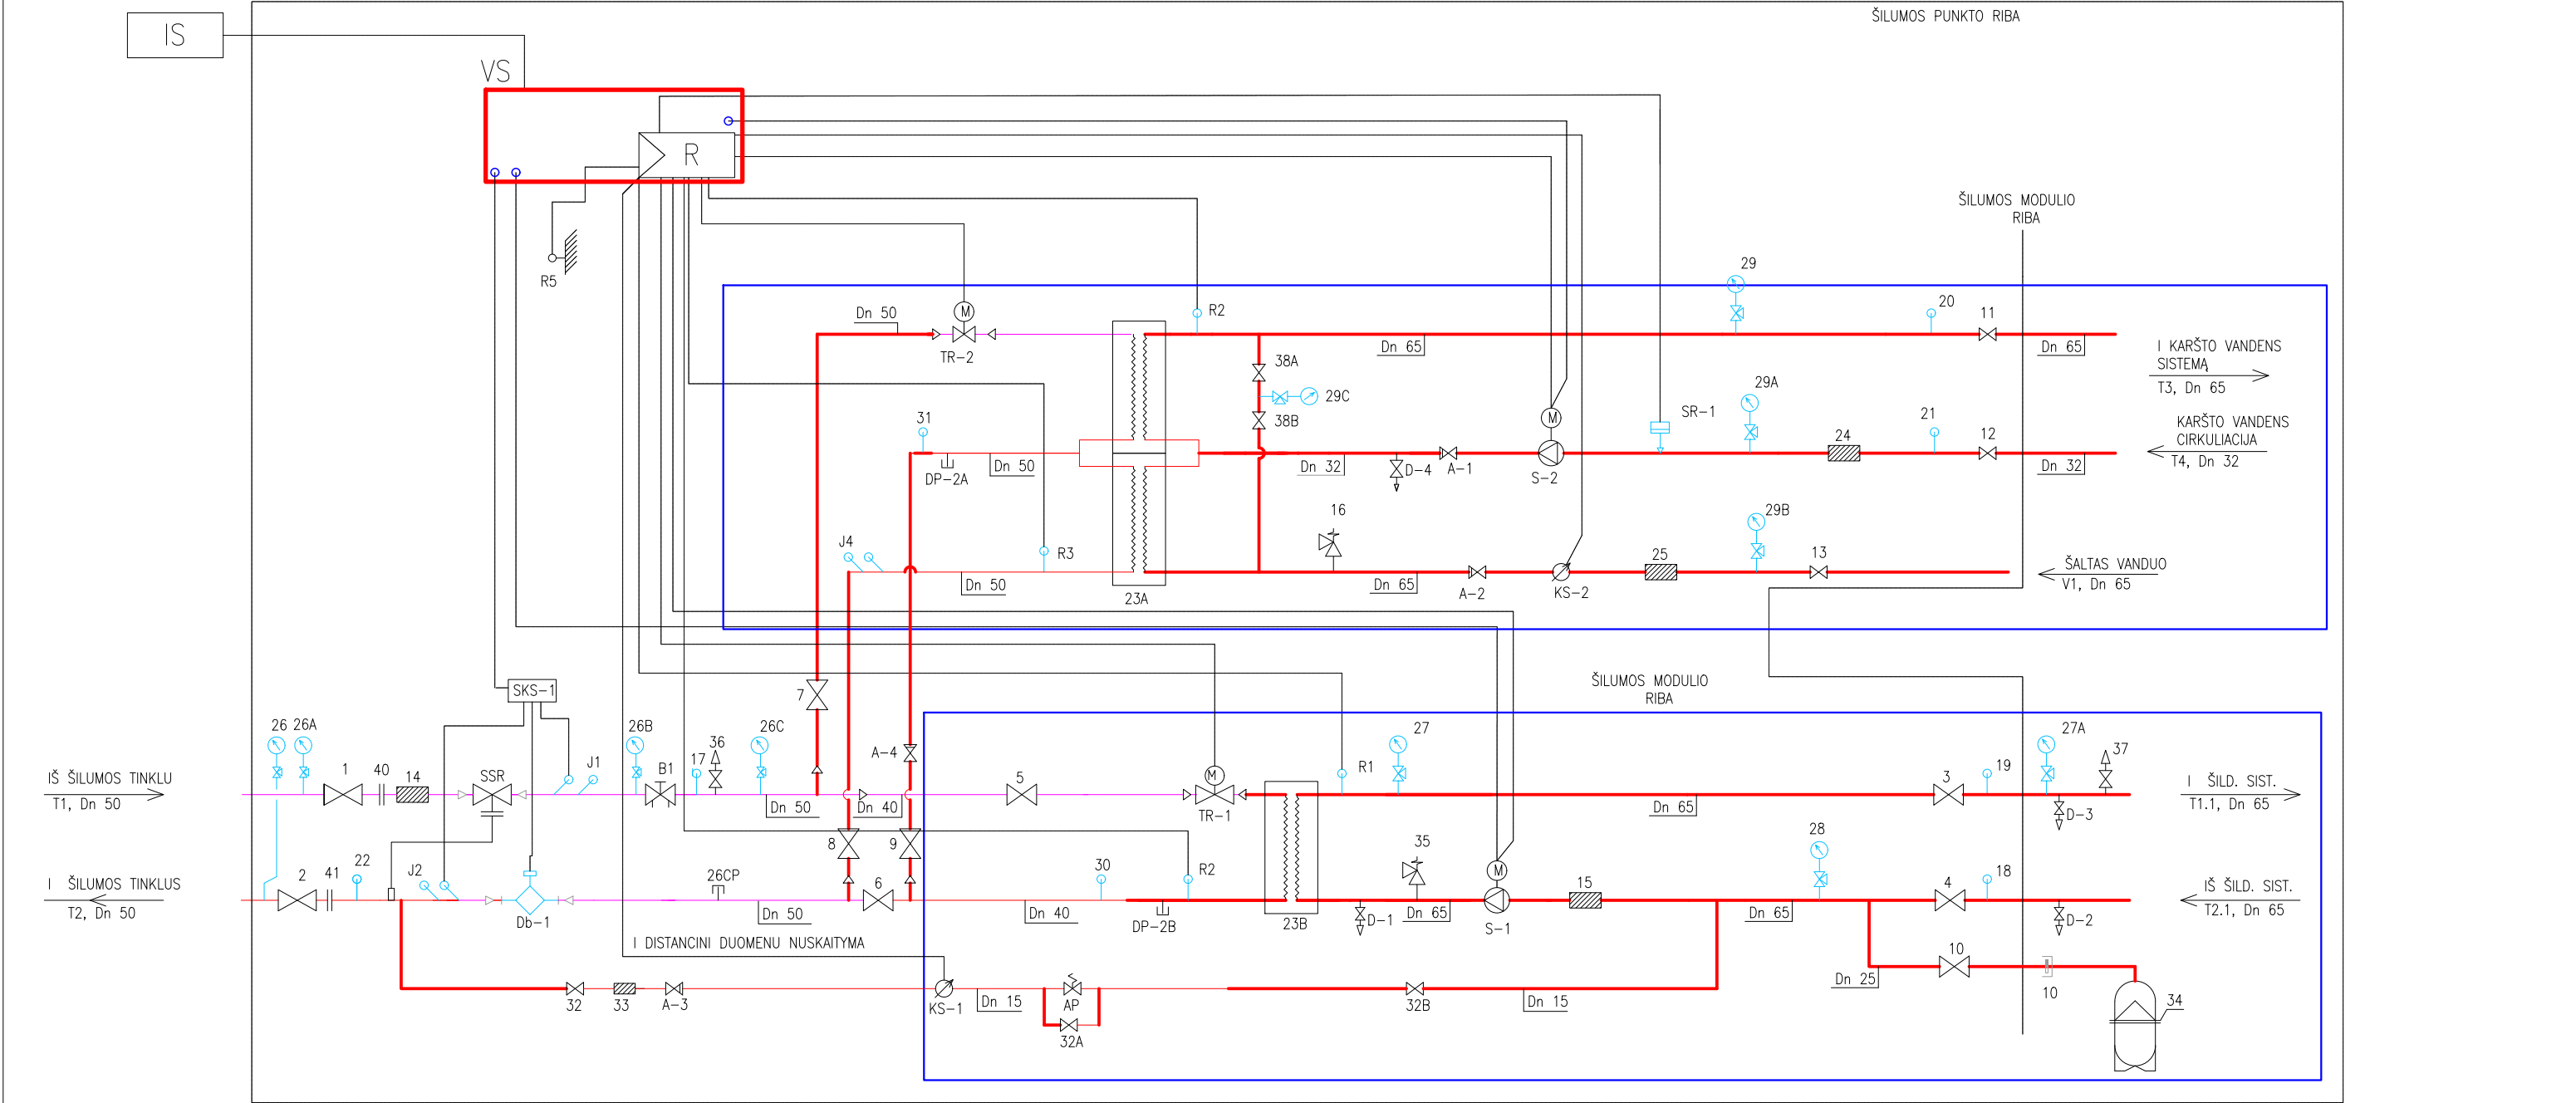 ŠILUMOS PUNKTO RIBA
IS
VS
R
R5
ŠILUMOS MODULIO
RIBA
29
20
11
Dn 50
M
TR-2
R2
Dn 65
Dn 65
I KARŠTO VANDENS
SISTEMĄ
T3, Dn 65
38A
29C
38B
29A
SR-1
M
31
DP-2A
Dn 50
Dn 32
D-4
A-1
S-2
24
21
12
Dn 32
KARŠTO VANDENS
CIRKULIACIJA
T4, Dn 32
16
29B
J4
R3
Dn 50
23A
Dn 65
A-2
KS-2
25
13
ŠALTAS VANDUO
V1, Dn 65
ŠILUMOS MODULIO
RIBA
SKS-1
7
26
26A
1
40
14
SSR
J1
26B
B1
17
36
26C
A-4
5
M
TR-1
R1
27
3
19
27A
37
IŠ ŠILUMOS TINKLU
T1, Dn 50
Dn 50
Dn 40
Dn 65
D-3
I ŠILD. SIST.
T1.1, Dn 65
8
9
28
35
M
2
41
22
J2
Db-1
26CP
Dn 50
6
30
R2
Dn 40
DP-2B
23B
D-1
Dn 65
S-1
15
Dn 65
4
18
D-2
I ŠILUMOS TINKLUS
T2, Dn 50
IŠ ŠILD. SIST.
T2.1, Dn 65
I DISTANCINI DUOMENU NUSKAITYMA
10
Dn 25
10
34
32
33
A-3
KS-1
Dn 15
AP
32A
32B
Dn 15